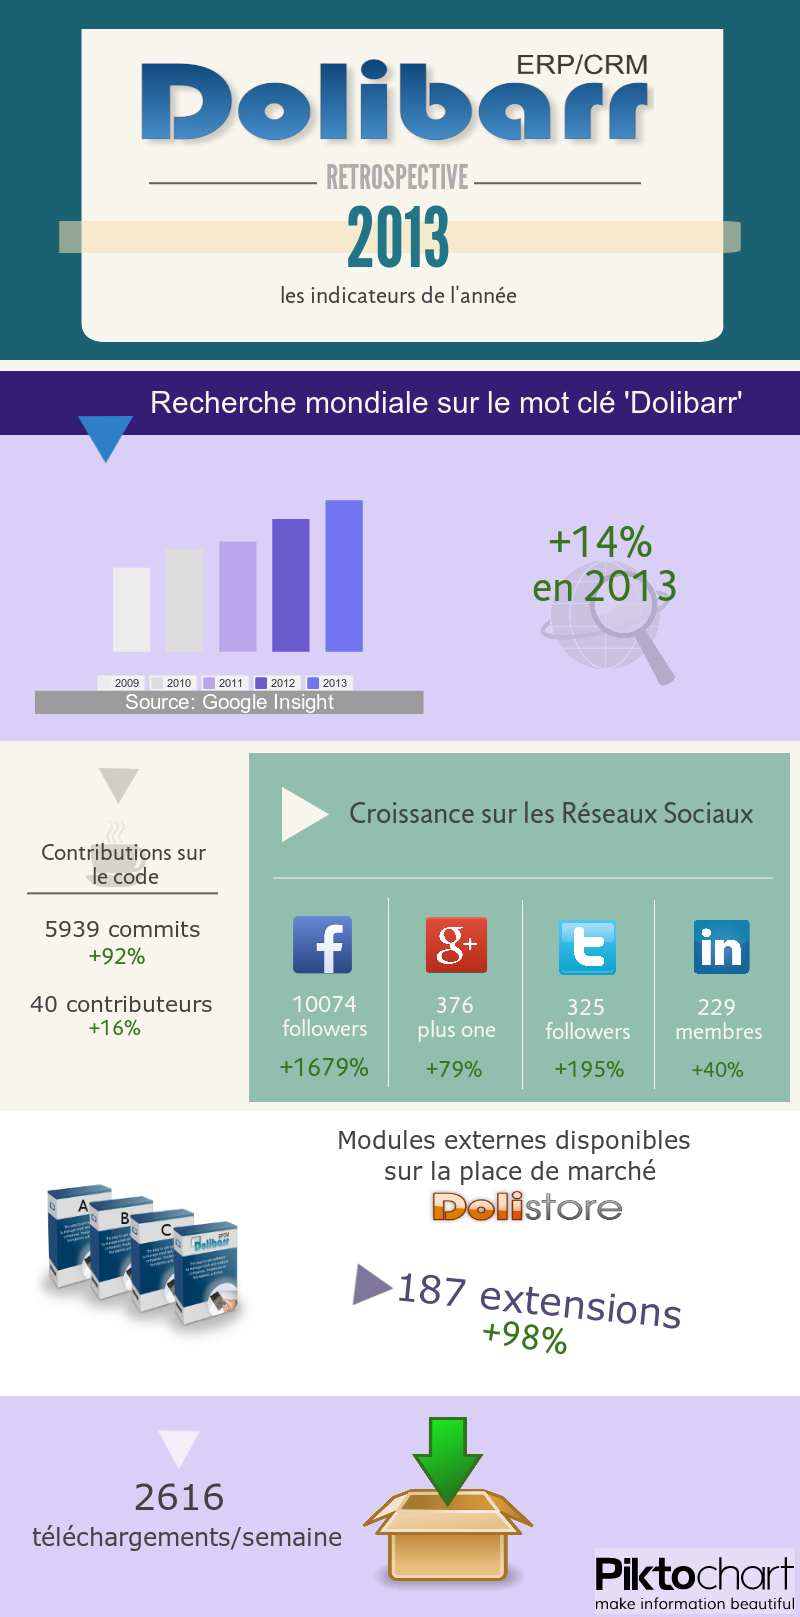 Dolibarr
ERP/CRM
RETROSPECTIVE
2013
les indicateurs de l'année
Recherche mondiale sur le mot clé 'Dolibarr'
+14%
en 2013
2009 2010 2011 2012 2013
Source: Google Insight
Contributions sur
le code
5939 commits
+92%
40 contributeurs
+16%
Croissance sur les Réseaux Sociaux
f
10074
followers
+1679%
g+
376
plus one
+79%
t
325
followers
+195%
in
229
membres
+40%
Modules externes disponibles
sur la place de marché
Dolistore
A
B
C
Dolibarr
187 extensions
+98%
2616
téléchargements/semaine
Piktochart
make information beautiful